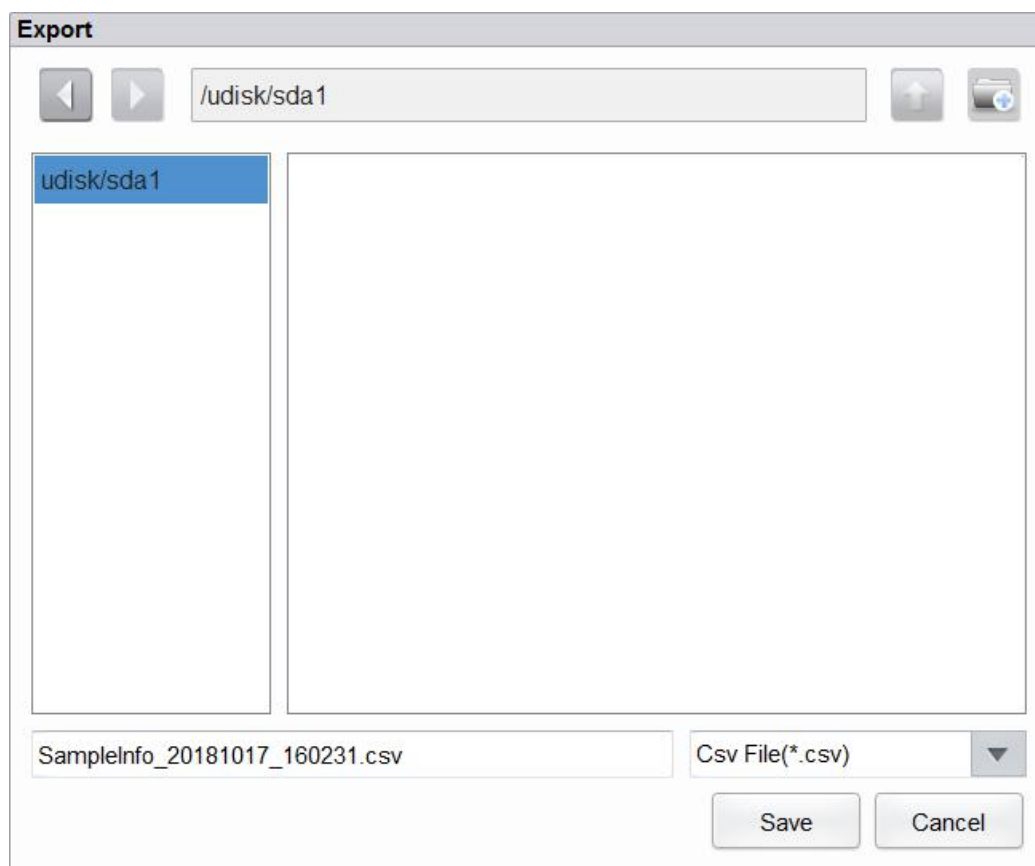 Export
/udisk/sda1
udisk/sda1
SampleInfo_20181017_160231.csv
Csv File(*.csv)
Save
Cancel